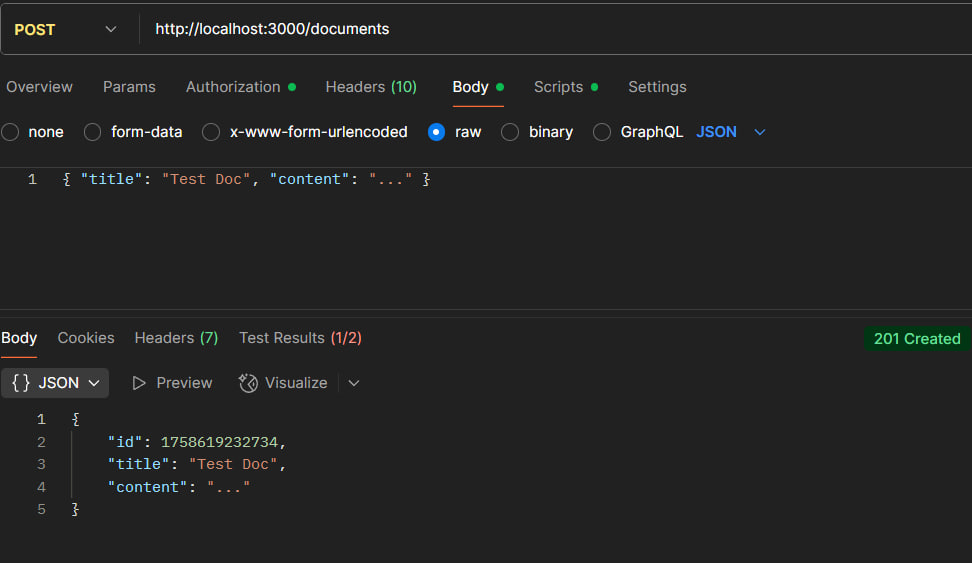 POST http://localhost:3000/documents
Overview Params Authorization Headers (10) Body Scripts Settings
none form-data x-www-form-urlencoded raw binary GraphQL JSON
1 { "title": "Test Doc", "content": "..." }
Body Cookies Headers (7) Test Results (1/2) 201 Created
{} JSON Preview Visualize
1 {
2 "id": 1758619232734,
3 "title": "Test Doc",
4 "content": "..."
5 }